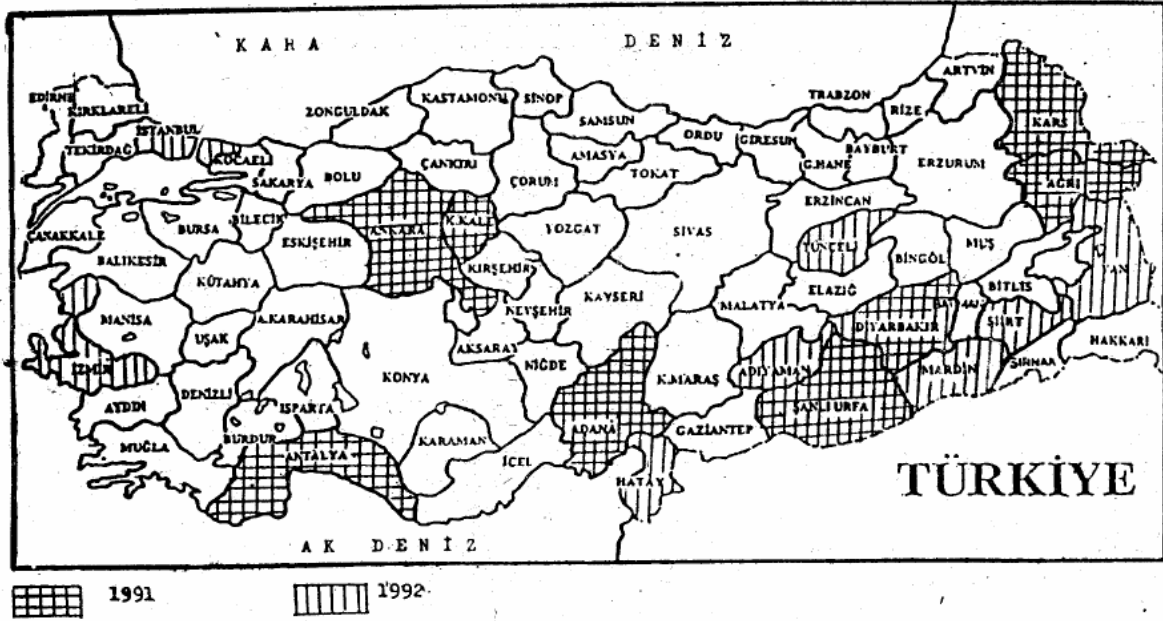 KARA DENİZ
ARTVİN
EDİRNE
KIRKLARELİ
TRABZON
RİZE
KASTAMONU
SİNOP
ZONGULDAK
SAMSUN
KARS
İSTANBUL
ORDU
GİRESUN
TEKİRDAĞ
KOCAELİ
AMASYA
BAYBURT
ÇANKIRI
G.HANE
ERZURUM
BOLU
SAKARYA
ÇORUM
TOKAT
AĞRI
ERZİNCAN
K.KALE
BİLECİK
BURSA
ANKARA
YOZGAT
SİVAS
ÇANAKKALE
ESKİŞEHİR
TUNCELİ
MUŞ
BALIKESİR
BİNGÖL
KIRŞEHİR
VAN
KÜTAHYA
ELAZIĞ
BİTLİS
KAYSERİ
NEVŞEHİR
MALATYA
MANİSA
A.KARAHİSAR
SİİRT
UŞAK
DİYARBAKIR
AKSARAY
HAKKARİ
İZMİR
NİĞDE
ŞIRNAK
KONYA
ADIYAMAN
MARDİN
K.MARAŞ
DENİZLİ
AYDIN
ISPARTA
ŞANLI URFA
ADANA
GAZİANTEP
BURDUR
KARAMAN
MUĞLA
ANTALYA
İÇEL
HATAY
TÜRKİYE
AK DENİZ
1991
1992